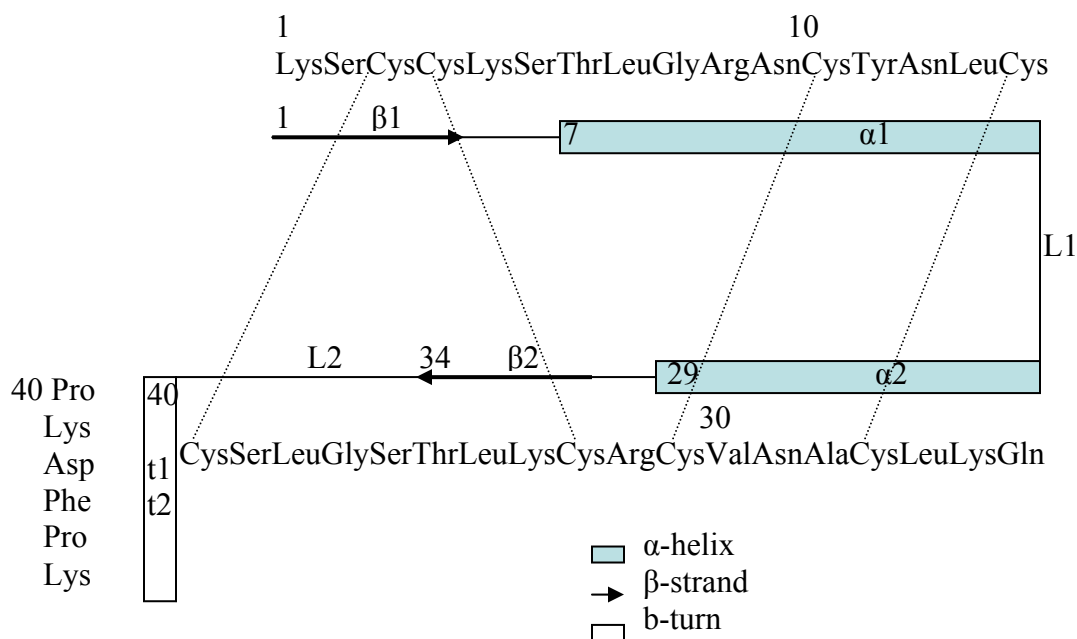 1 10
LysSerCysCysLysSerThrLeuGlyArgAsnCysTyrAsnLeuCys
1 β1 7 α1
L1
L2 34 β2 29 α2
40 Pro 40
30
Lys
CysSerLeuGlySerThrLeuLysCysArgCysValAsnAlaCysLeuLysGln
Asp t1
Phe t2
Pro
Lys
α-helix
β-strand
b-turn